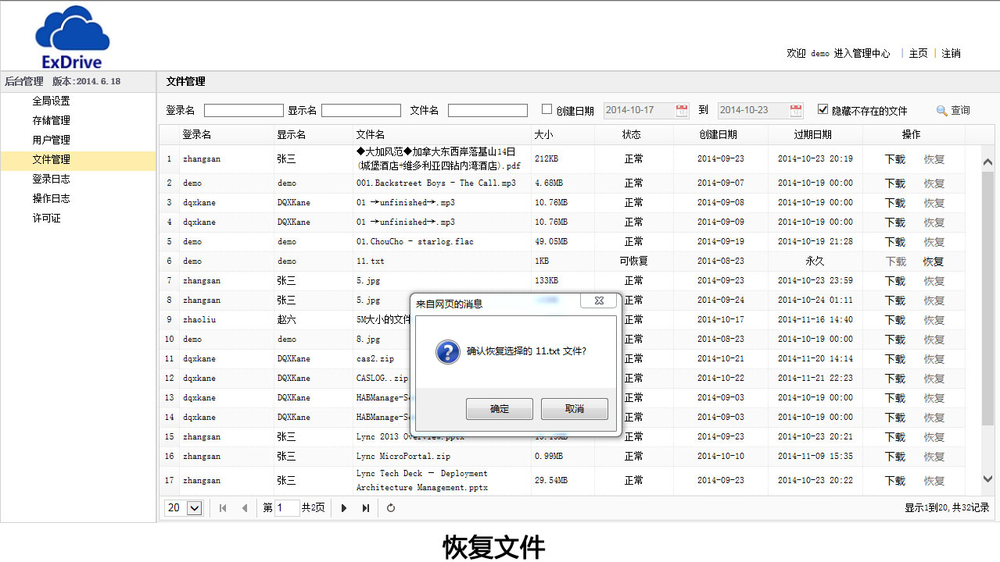 ExDrive
欢迎 demo 进入管理中心 | 主页 | 注销
后台管理 版本:2014.6.18
文件管理
全局设置
存储管理
用户管理
文件管理
登录日志
操作日志
许可证
登录名 显示名 文件名 创建日期 2014-10-17 到 2014-10-23 隐藏不存在的文件 查询
登录名 显示名 文件名 大小 状态 创建日期 过期日期 操作
1 zhangsan 张三 ◆大加风范◆加拿大东西岸落基山14日
(城堡酒店+维多利亚四钻内湾酒店).pdf 212KB 正常 2014-09-23 2014-10-23 20:19 下载 恢复
2 demo demo 001.Backstreet Boys - The Call.mp3 4.68MB 正常 2014-09-07 2014-10-19 00:00 下载 恢复
3 dqxkane DQXKane 01 →unfinished→.mp3 10.76MB 正常 2014-09-08 2014-10-19 00:00 下载 恢复
4 dqxkane DQXKane 01 →unfinished→.mp3 10.76MB 正常 2014-09-09 2014-10-19 00:00 下载 恢复
5 demo demo 01.ChouCho - starlog.flac 49.05MB 正常 2014-09-19 2014-10-19 21:28 下载 恢复
6 demo demo 11.txt 1KB 可恢复 2014-08-23 永久 下载 恢复
7 zhangsan 张三 5.jpg 133KB 正常 2014-09-23 2014-10-23 23:59 下载 恢复
8 zhangsan 张三 5.jpg 正常 2014-09-24 2014-10-24 01:11 下载 恢复
9 zhaoliu 赵六 5M大小的文件 正常 2014-10-17 2014-11-16 14:40 下载 恢复
10 demo demo 8.jpg 正常 2014-08-23 2014-10-19 00:00 下载 恢复
11 dqxkane DQXKane cas2.zip 正常 2014-10-21 2014-11-20 14:14 下载 恢复
12 dqxkane DQXKane CASLOG..zip 正常 2014-10-22 2014-11-21 22:23 下载 恢复
13 dqxkane DQXKane HABManage-Se 正常 2014-09-03 2014-10-19 00:00 下载 恢复
14 dqxkane DQXKane HABManage-Se 正常 2014-09-03 2014-10-19 00:00 下载 恢复
15 zhangsan 张三 Lync 2013 Overview.pptx 正常 2014-09-23 2014-10-23 20:21 下载 恢复
16 zhangsan 张三 Lync MicroPortal.zip 0.99MB 正常 2014-10-10 2014-11-09 15:35 下载 恢复
17 zhangsan 张三 Lync Tech Deck － Deployment
Architecture Management.pptx 29.54MB 正常 2014-09-23 2014-10-23 20:22 下载 恢复
来自网页的消息
确认恢复选择的 11.txt 文件?
确定 取消
20 第 1 共2页 显示1到20,共32记录
恢复文件